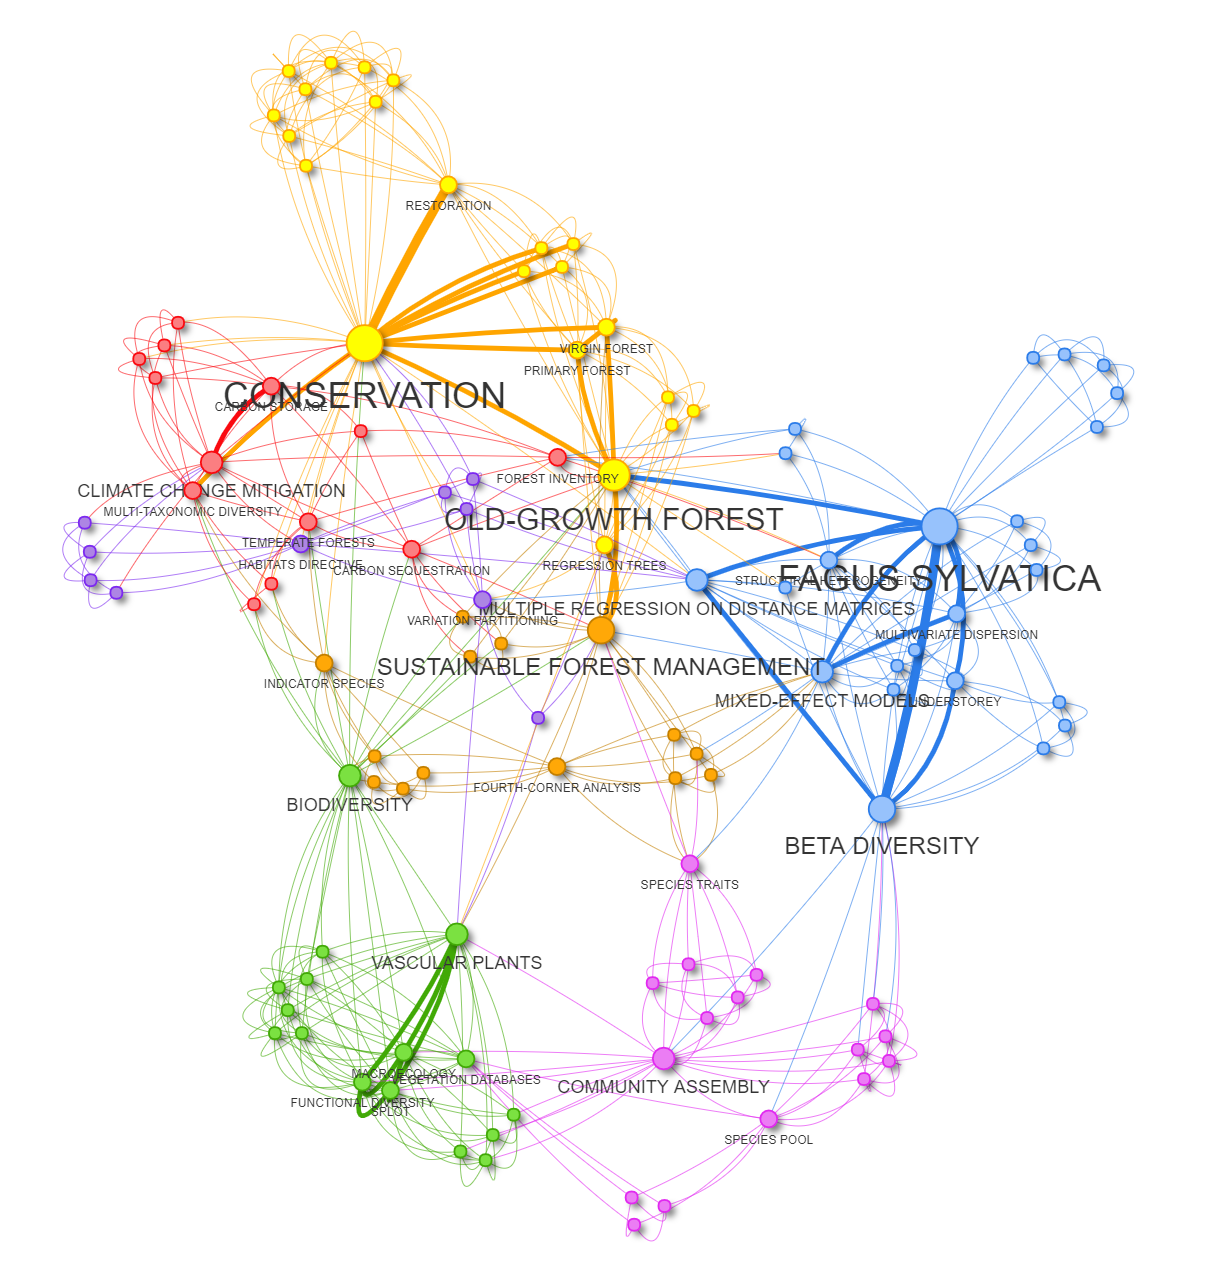 RESTORATION
VIRGIN FOREST
PRIMARY FOREST
CONSERVATION
CARBON STORAGE
FOREST INVENTORY
CLIMATE CHANGE MITIGATION
MULTI-TAXONOMIC DIVERSITY
OLD-GROWTH FOREST
TEMPERATE FORESTS
HABITATS DIRECTIVE
CARBON SEQUESTRATION
REGRESSION TREES
STRUCTURAL HETEROGENEITY
FAGUS SYLVATICA
MULTIPLE REGRESSION ON DISTANCE MATRICES
VARIATION PARTITIONING
MULTIVARIATE DISPERSION
SUSTAINABLE FOREST MANAGEMENT
INDICATOR SPECIES
MIXED-EFFECT MODELS
UNDERSTOREY
FOURTH-CORNER ANALYSIS
BIODIVERSITY
BETA DIVERSITY
SPECIES TRAITS
VASCULAR PLANTS
MACROECOLOGY
VEGETATION DATABASES
COMMUNITY ASSEMBLY
FUNCTIONAL DIVERSITY
SPLOT
SPECIES POOL